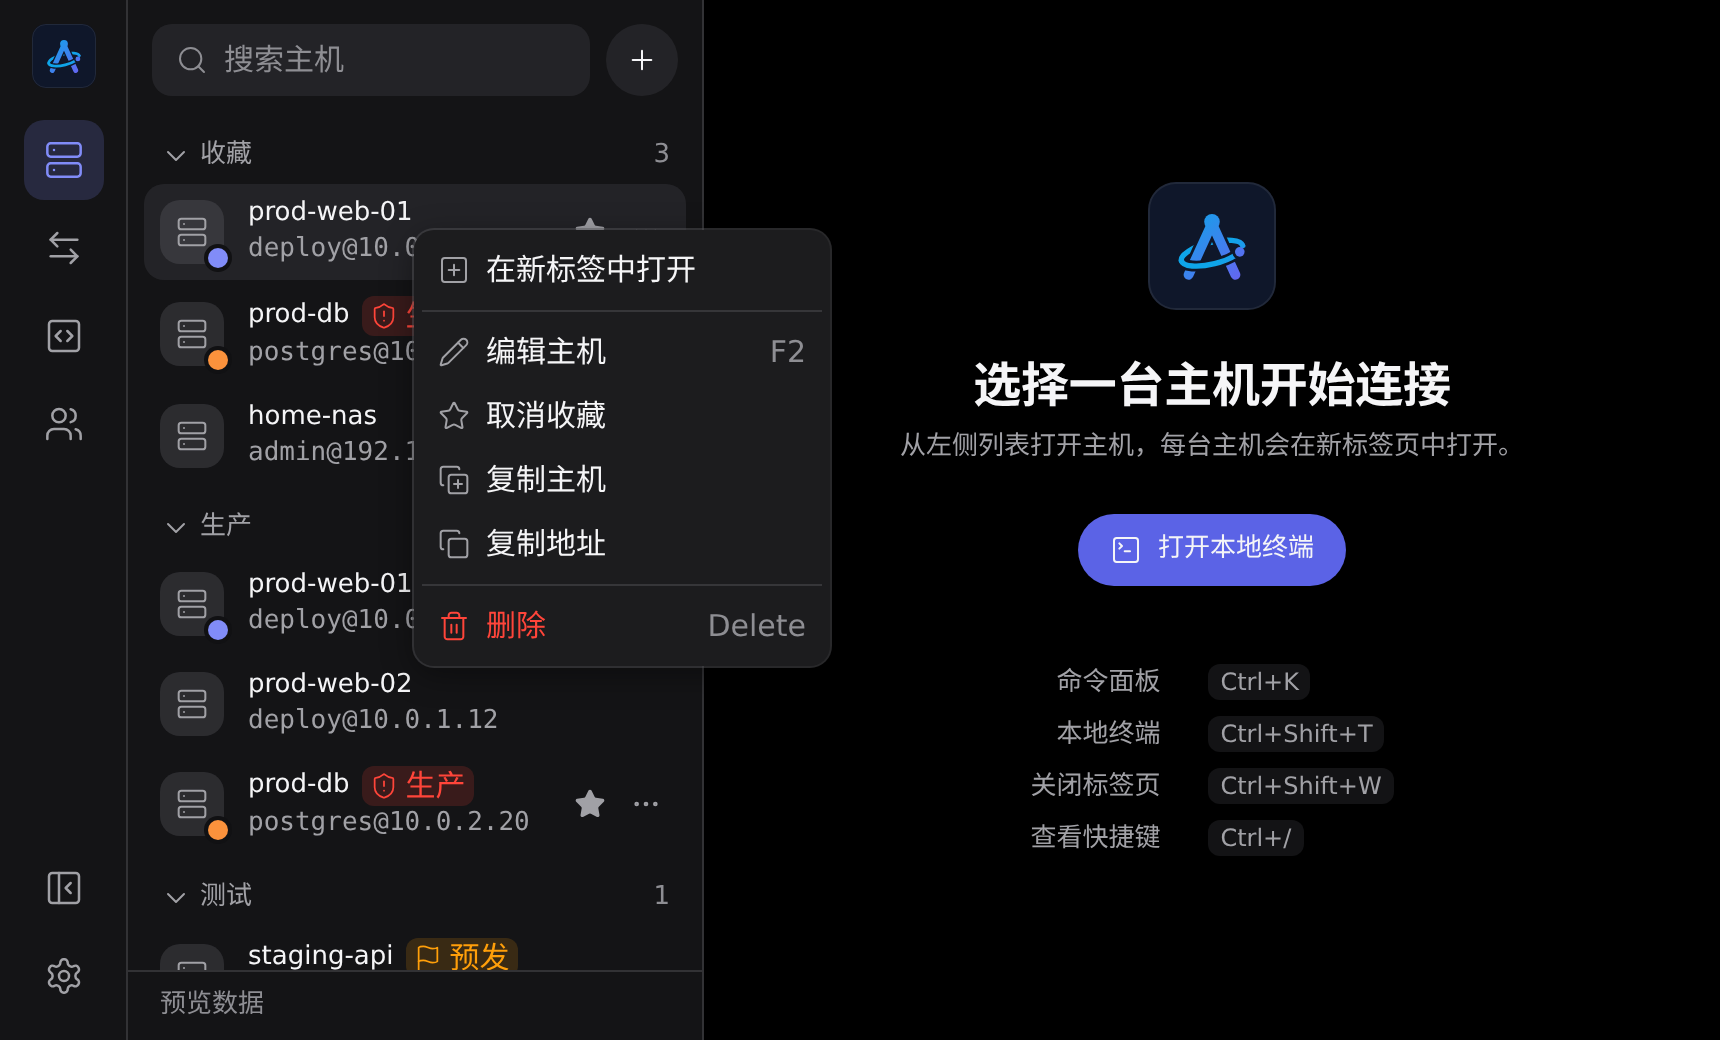 搜索主机
收藏
3
prod-web-01
deploy@10.0
prod-db
postgres@10
home-nas
admin@192.1
生产
prod-web-01
deploy@10.0
prod-web-02
deploy@10.0.1.12
prod-db 生产
postgres@10.0.2.20
测试
1
staging-api 预发
预览数据
在新标签中打开
编辑主机 F2
取消收藏
复制主机
复制地址
删除 Delete
选择一台主机开始连接
从左侧列表打开主机，每台主机会在新标签页中打开。
打开本地终端
命令面板 Ctrl+K
本地终端 Ctrl+Shift+T
关闭标签页 Ctrl+Shift+W
查看快捷键 Ctrl+/